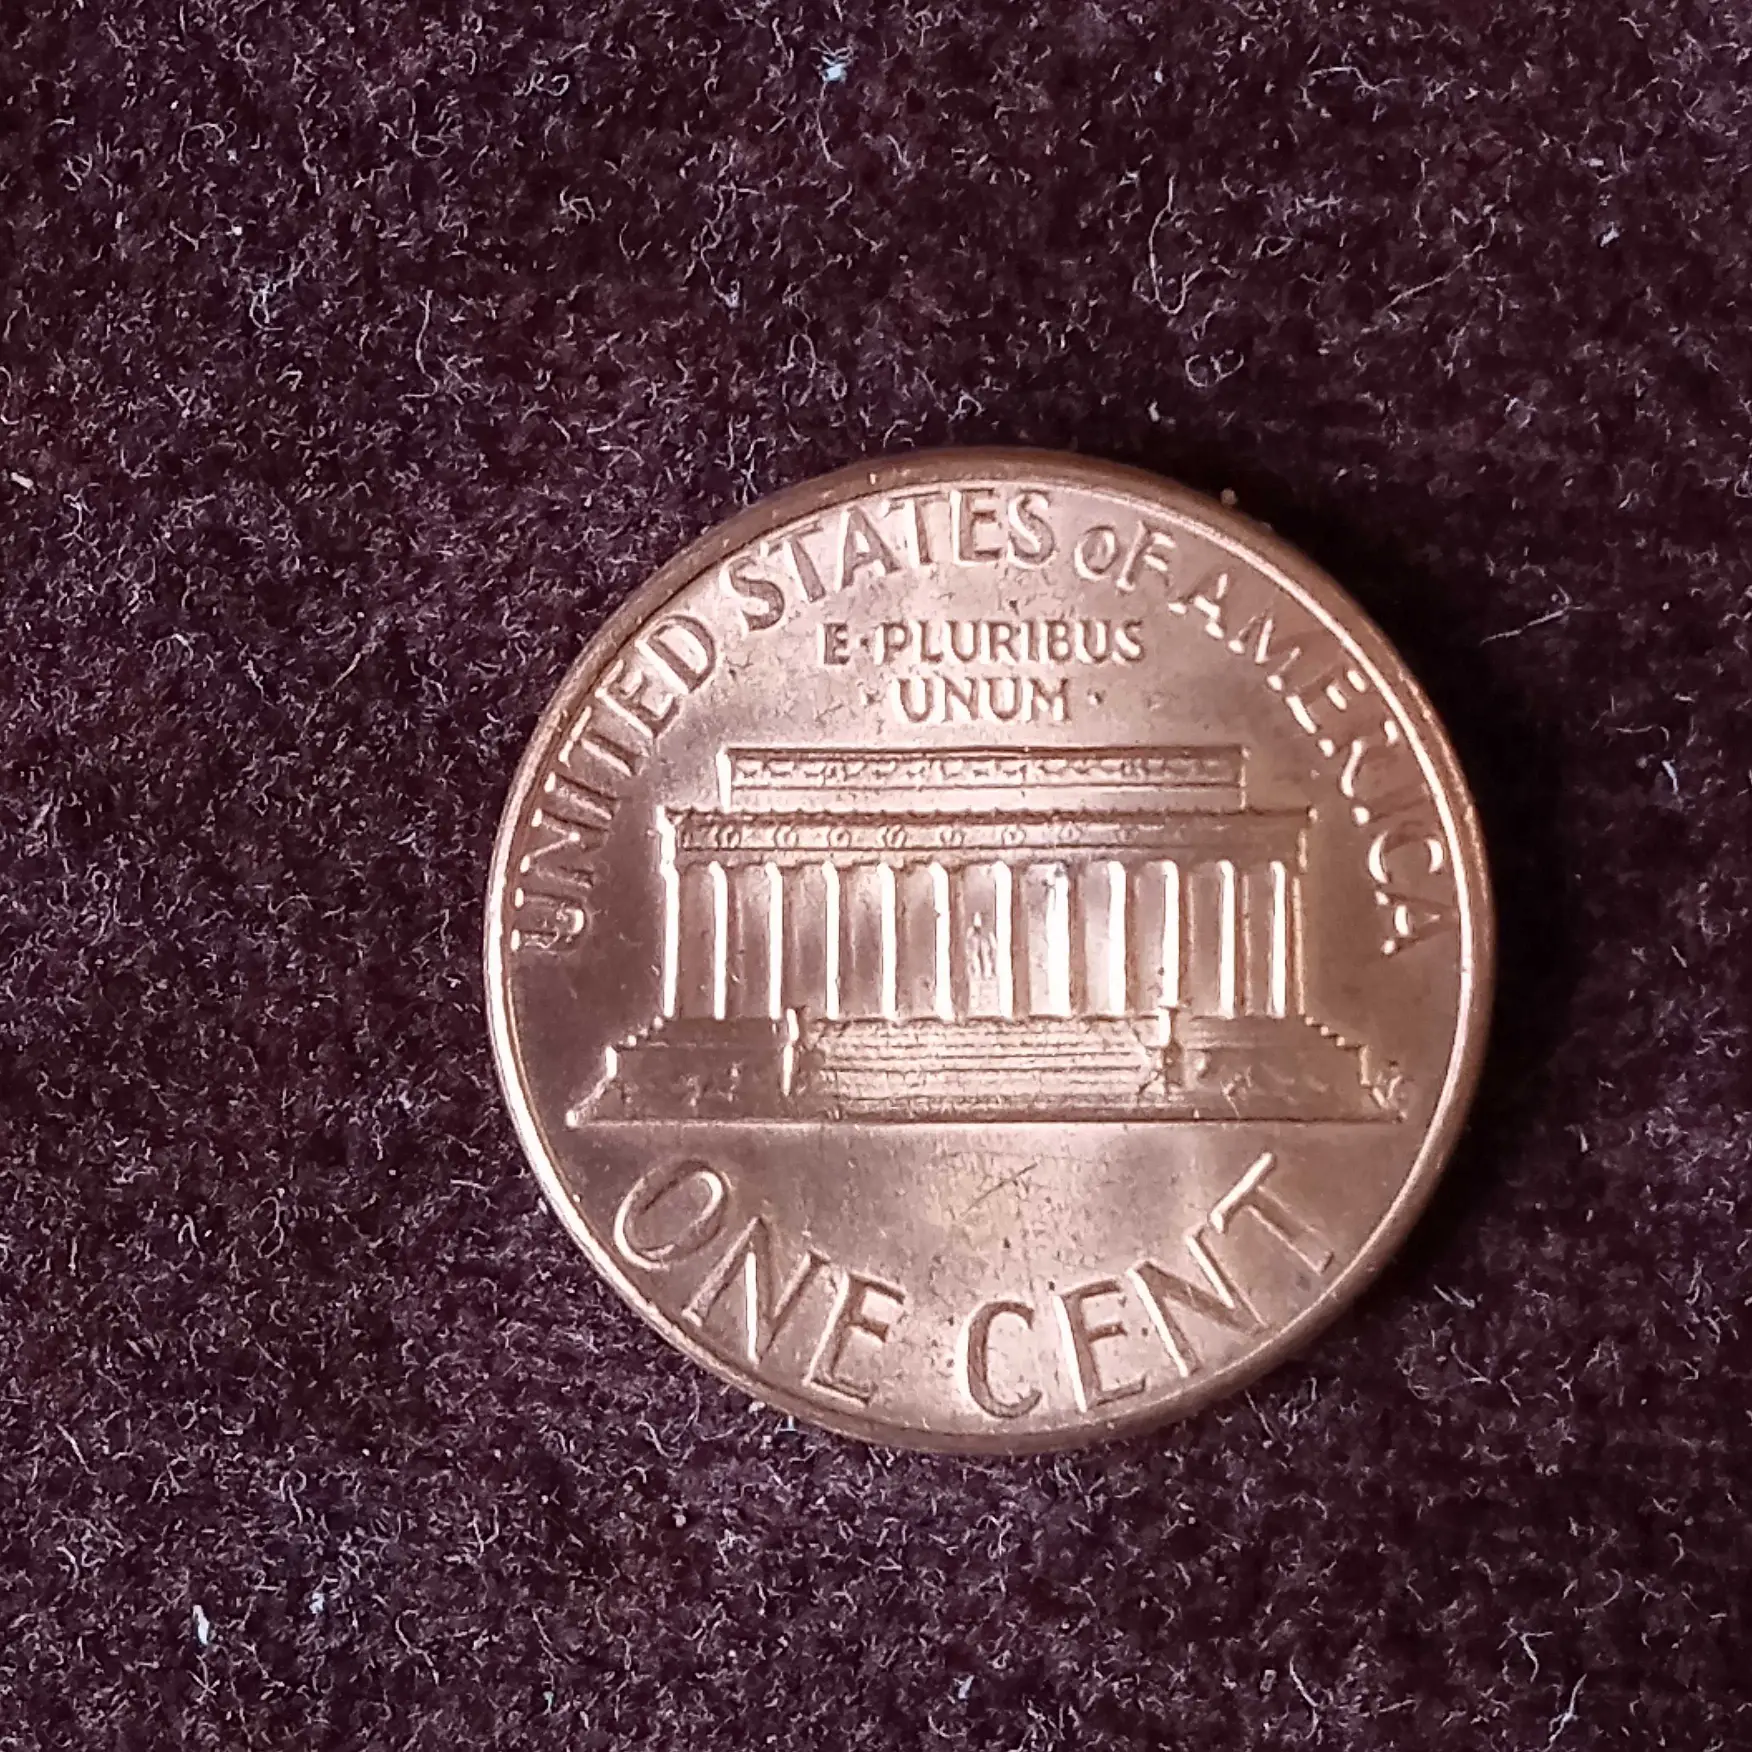 UNITED STATES OF AMERICA
E·PLURIBUS
·UNUM·
ONE CENT